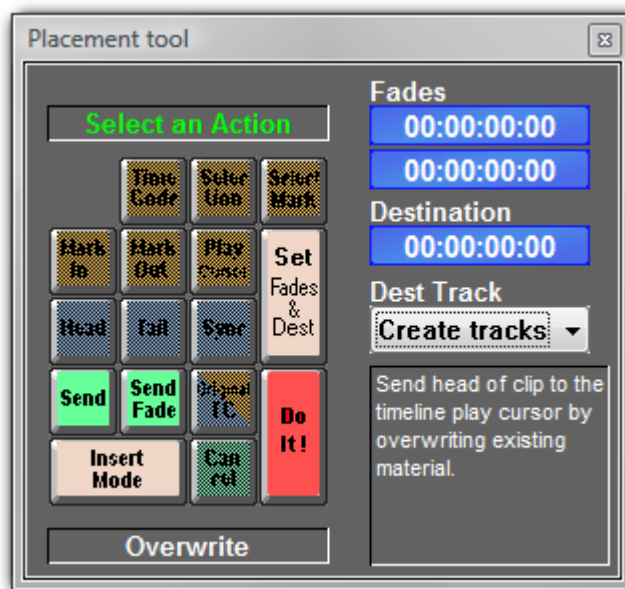 Placement tool
Select an Action
Time
Code
Selec
tion
Select
Mark
Mark
In
Mark
Out
Play
Cursor
Set
Fades
&
Dest
Head
Tail
Sync
Send
Send
Fade
Original
TC
Do
It!
Insert
Mode
Can
cel
Overwrite
Fades
00:00:00:00
00:00:00:00
Destination
00:00:00:00
Dest Track
Create tracks
Send head of clip to the
timeline play cursor by
overwriting existing
material.